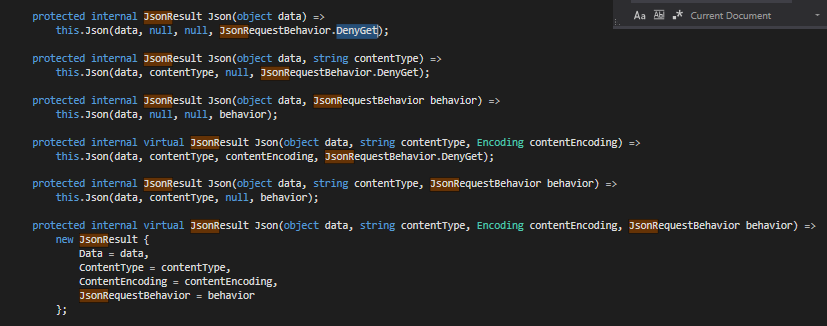 protected internal JsonResult Json(object data) =>
this.Json(data, null, null, JsonRequestBehavior.DenyGet);
Aa Abl .* Current Document
protected internal JsonResult Json(object data, string contentType) =>
this.Json(data, contentType, null, JsonRequestBehavior.DenyGet);
protected internal JsonResult Json(object data, JsonRequestBehavior behavior) =>
this.Json(data, null, null, behavior);
protected internal virtual JsonResult Json(object data, string contentType, Encoding contentEncoding) =>
this.Json(data, contentType, contentEncoding, JsonRequestBehavior.DenyGet);
protected internal JsonResult Json(object data, string contentType, JsonRequestBehavior behavior) =>
this.Json(data, contentType, null, behavior);
protected internal virtual JsonResult Json(object data, string contentType, Encoding contentEncoding, JsonRequestBehavior behavior) =>
new JsonResult {
Data = data,
ContentType = contentType,
ContentEncoding = contentEncoding,
JsonRequestBehavior = behavior
};